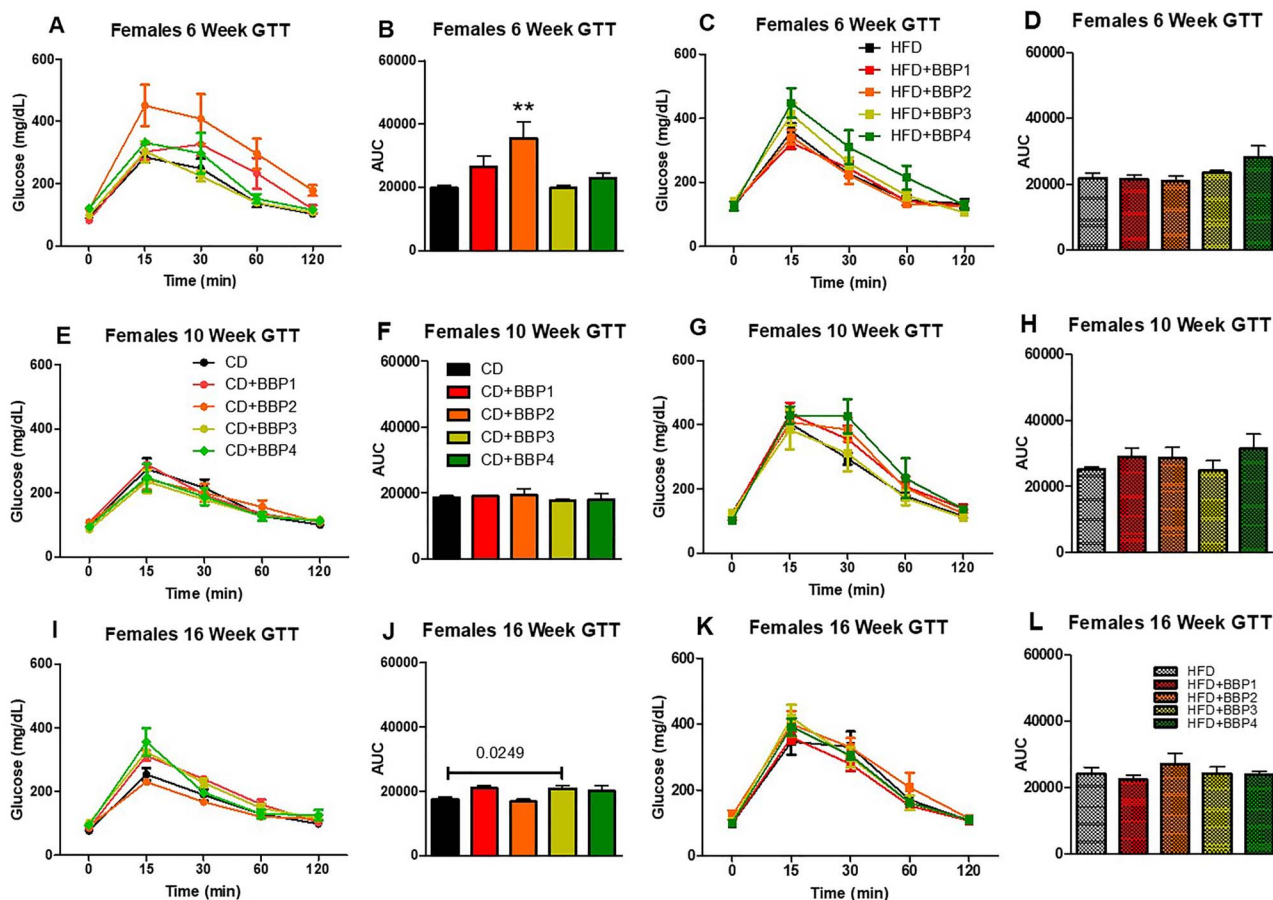 A
Females 6 Week GTT
Glucose (mg/dL)
600
400
200
0
0 15 30 60 120
Time (min)
B
Females 6 Week GTT
AUC
60000
40000
20000
0
**
C
Females 6 Week GTT
Glucose (mg/dL)
600
400
200
0
0 15 30 60 120
Time (min)
HFD
HFD+BBP1
HFD+BBP2
HFD+BBP3
HFD+BBP4
D
Females 6 Week GTT
AUC
60000
40000
20000
0
E
Females 10 Week GTT
Glucose (mg/dL)
600
400
200
0
0 15 30 60 120
Time (min)
CD
CD+BBP1
CD+BBP2
CD+BBP3
CD+BBP4
F
Females 10 Week GTT
AUC
60000
40000
20000
0
CD
CD+BBP1
CD+BBP2
CD+BBP3
CD+BBP4
G
Females 10 Week GTT
Glucose (mg/dL)
600
400
200
0
0 15 30 60 120
Time (min)
H
Females 10 Week GTT
AUC
60000
40000
20000
0
I
Females 16 Week GTT
Glucose (mg/dL)
600
400
200
0
0 15 30 60 120
Time (min)
J
Females 16 Week GTT
AUC
60000
40000
20000
0
0.0249
K
Females 16 Week GTT
Glucose (mg/dL)
600
400
200
0
0 15 30 60 120
Time (min)
L
Females 16 Week GTT
AUC
60000
40000
20000
0
HFD
HFD+BBP1
HFD+BBP2
HFD+BBP3
HFD+BBP4